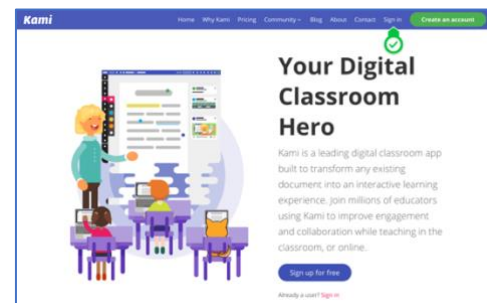 Kami
Home Why Kami Pricing Community Blog About Contact Sign in Create an account
Your Digital
Classroom
Hero
Kami is a leading digital classroom app
built to transform any existing
document into an interactive learning
experience. Join millions of educators
using Kami to improve engagement
and collaboration while teaching in the
classroom, or online.
Sign up for free
Already a user? Sign in